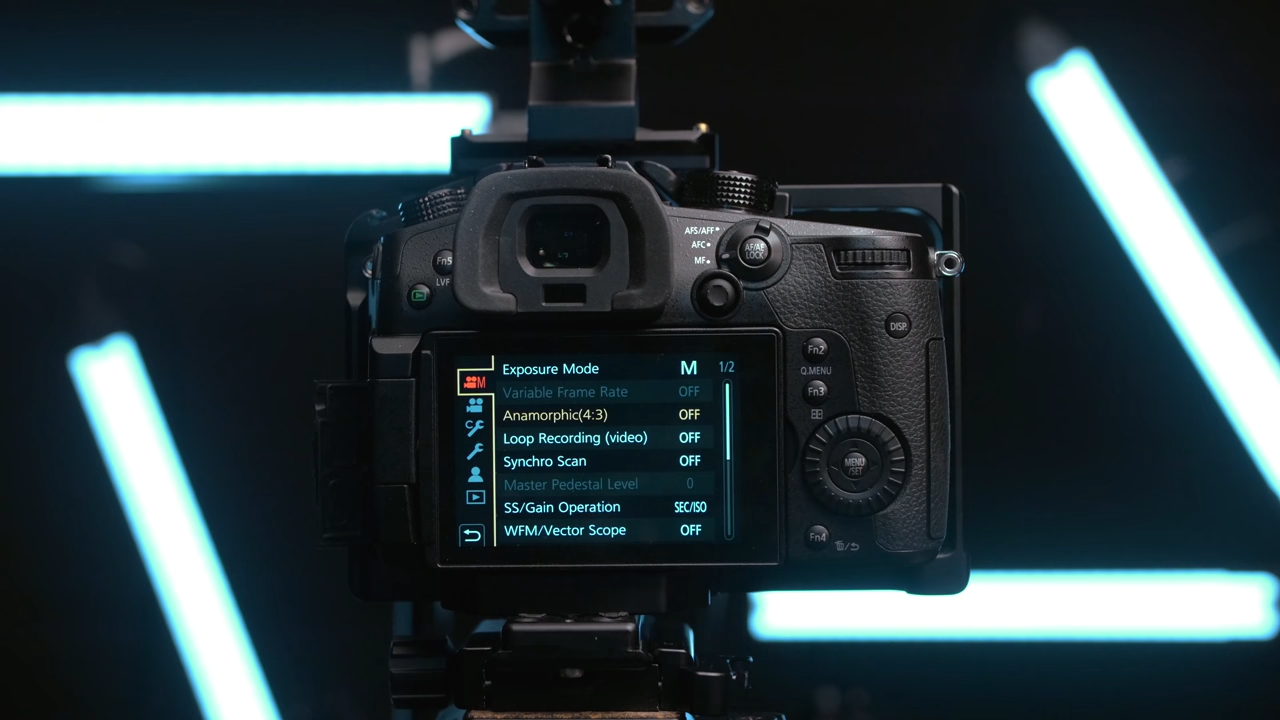 AFS/AFF
AFC
MF
AF/AE
LOCK
Fn5
LVF
DISP.
Fn2
Q.MENU
Fn3
MENU
/SET
Fn4
M
Exposure Mode M 1/2
Variable Frame Rate OFF
Anamorphic(4:3) OFF
Loop Recording (video) OFF
Synchro Scan OFF
Master Pedestal Level 0
SS/Gain Operation SEC/ISO
WFM/Vector Scope OFF
C